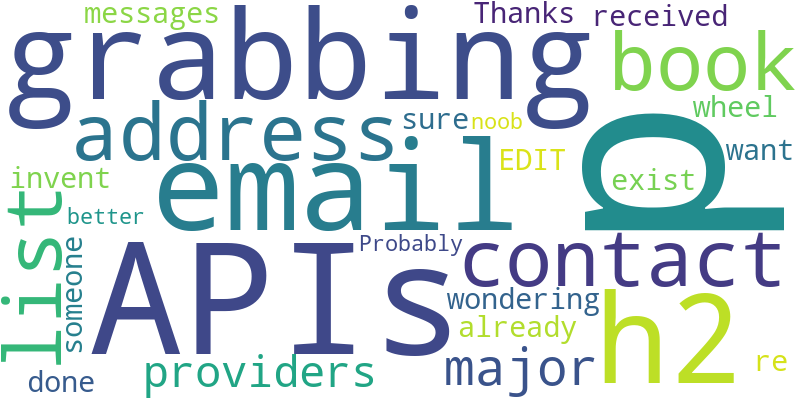 messages
Thanks
received
grabbing
book
address
sure
noob
wheel
email
EDIT
want
p
exist
invent
better
list
someone
APIs
Probably
contact
h2
wondering
already
major
providers
done
re